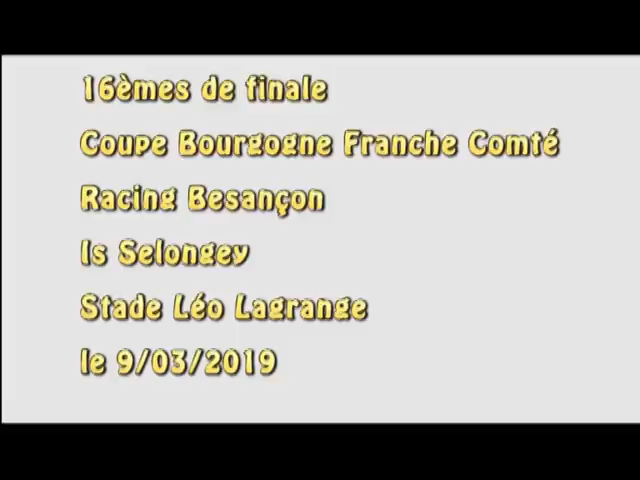 16èmes de finale
Coupe Bourgogne Franche Comté
Racing Besançon
Is Selongey
Stade Léo Lagrange
le 9/03/2019